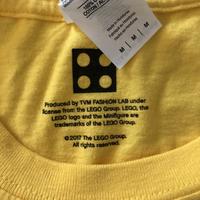 M M M M
Produced by TVM FASHION LAB under
license from the LEGO Group. LEGO, the
LEGO logo and the Minifigure are
trademarks of the LEGO Group.
© 2017 The LEGO Group.
All rights reserved.